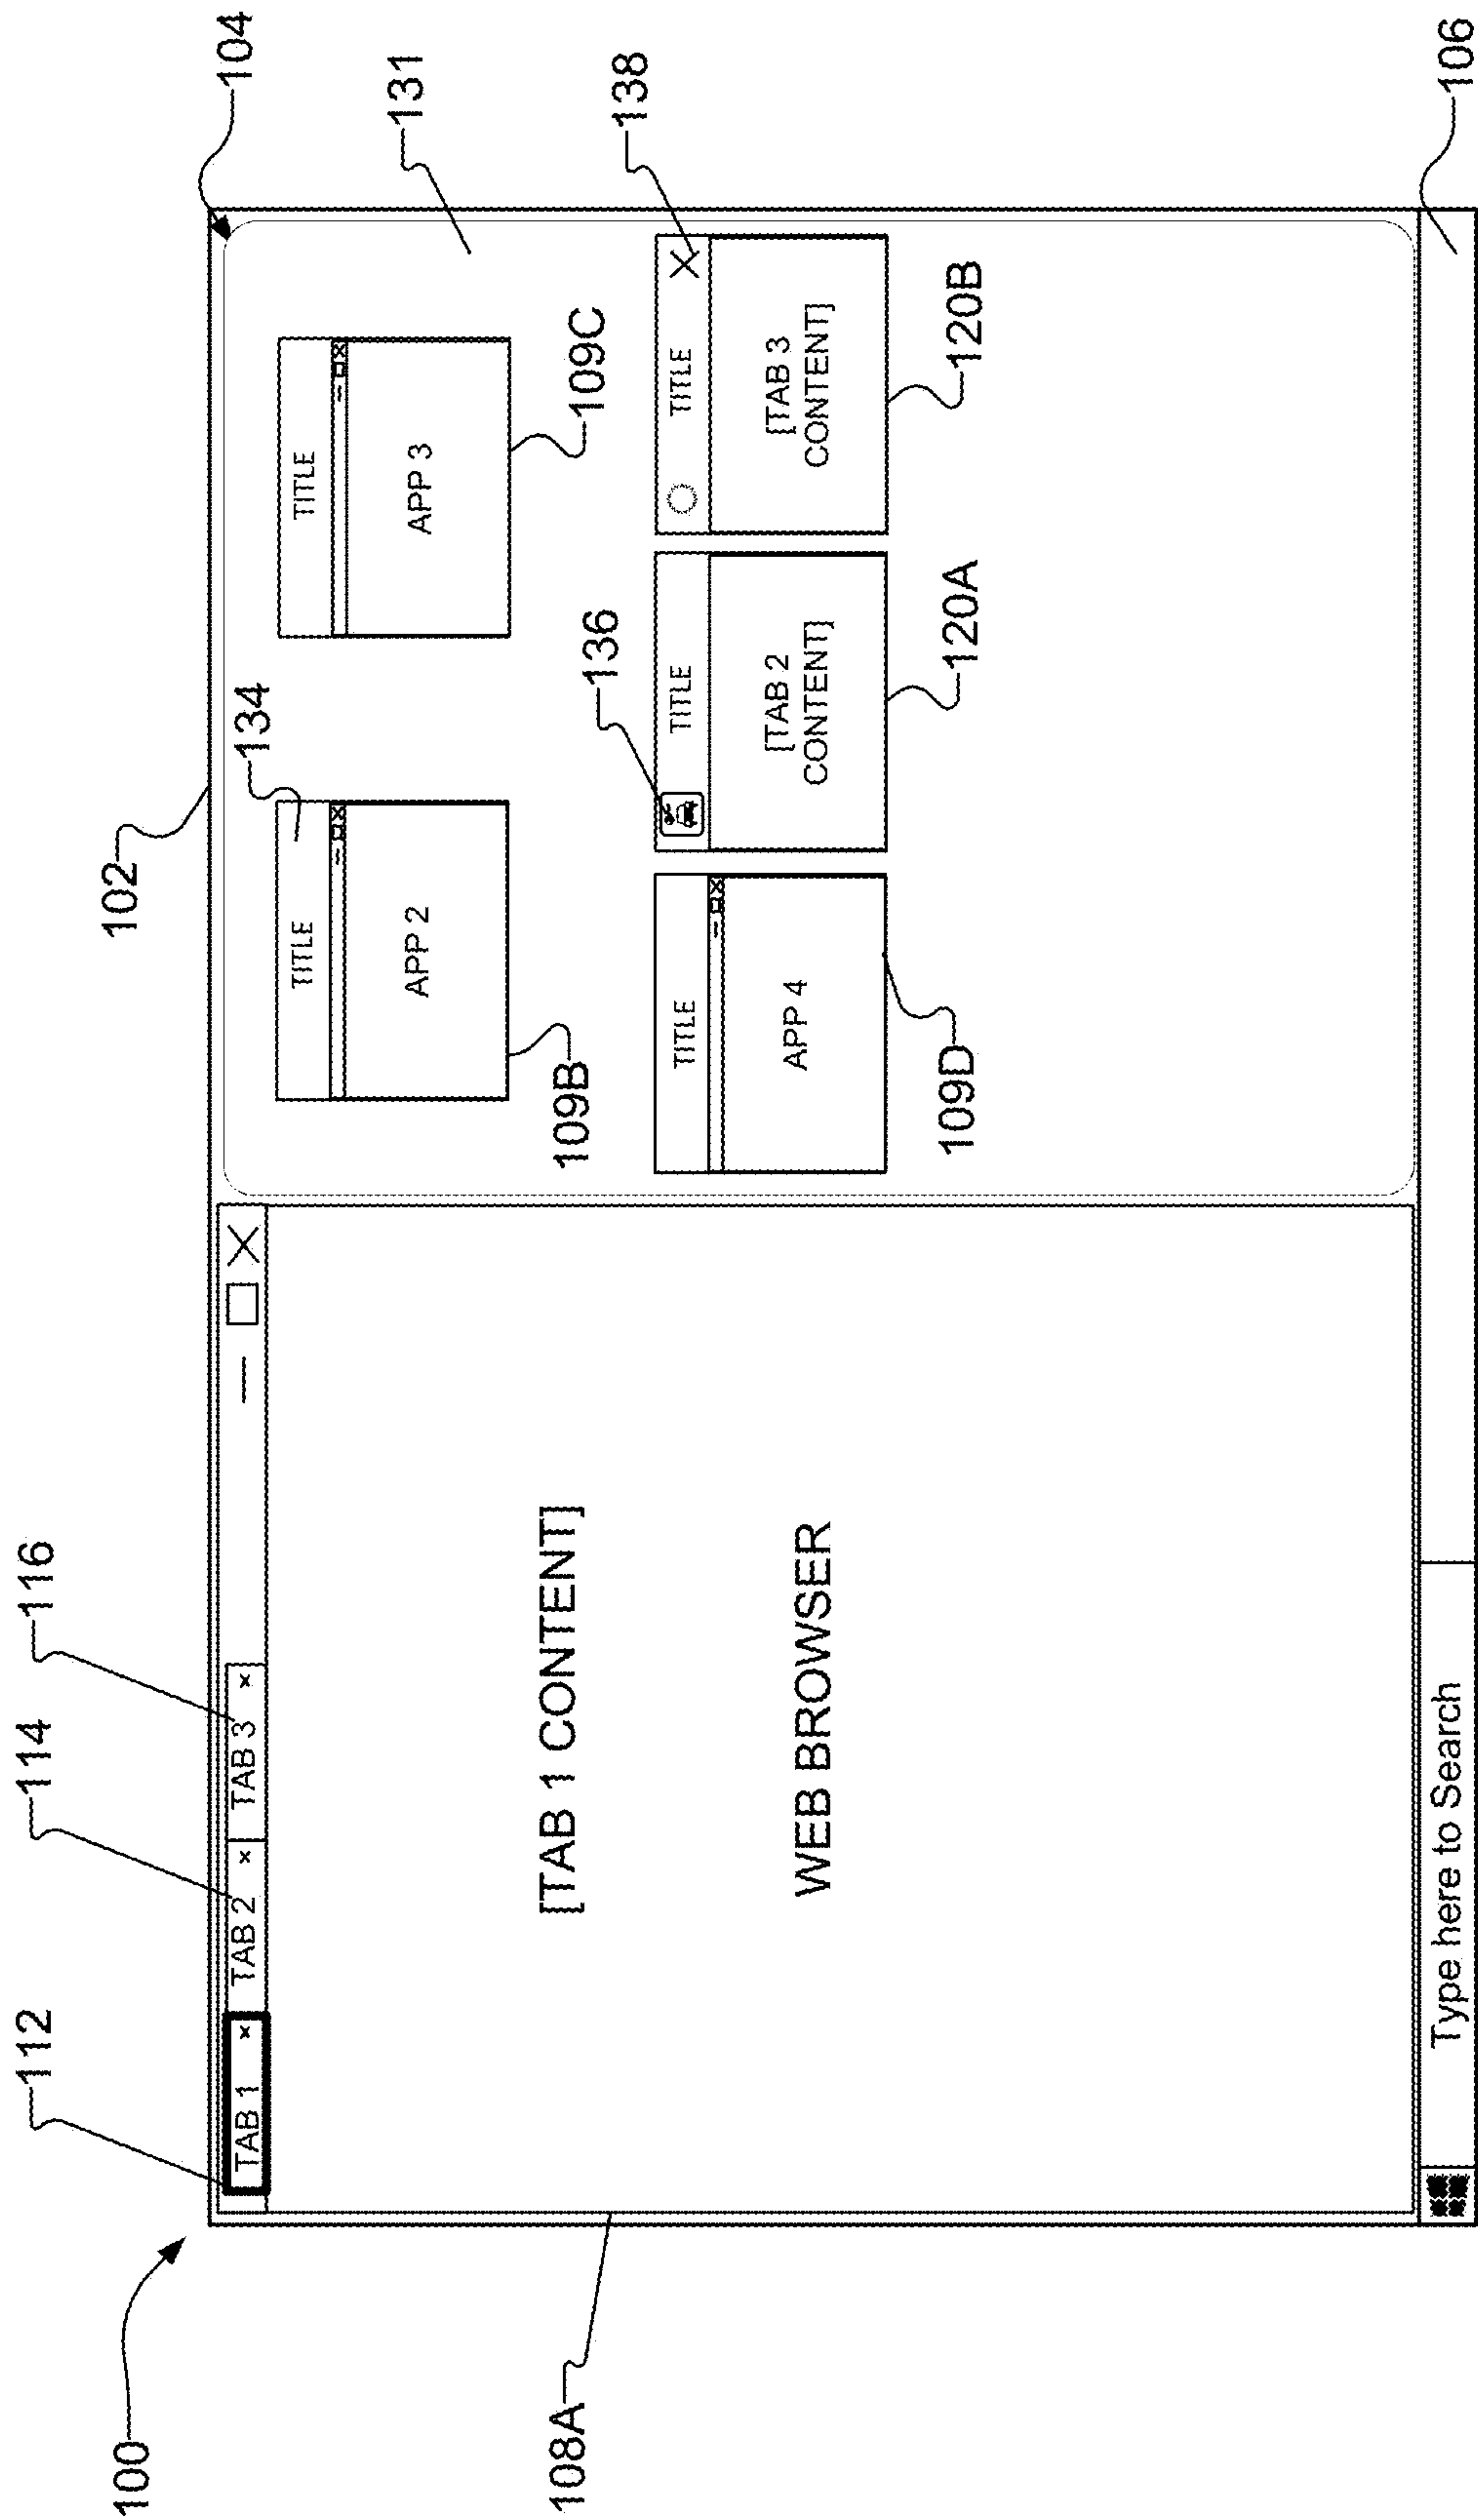 100
112
114
116
102
104
TAB 1 x
TAB 2 x
TAB 3 x
— □ X
134
131
TITLE
TITLE
APP 2
APP 3
109B
109C
136
138
TITLE
TITLE
TITLE X
APP 4
[TAB 2
CONTENT]
[TAB 3
CONTENT]
109D
120A
120B
108A
[TAB 1 CONTENT]
WEB BROWSER
Type here to Search
106